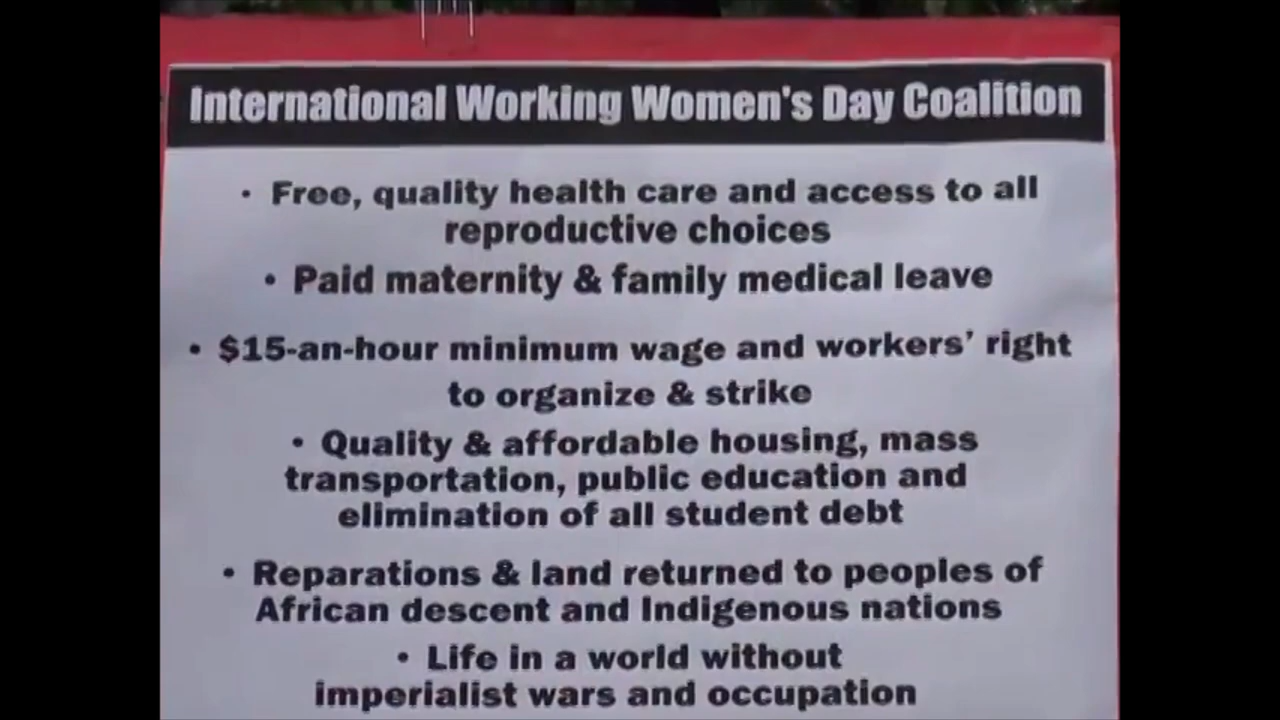 International Working Women's Day Coalition
• Free, quality health care and access to all
reproductive choices
• Paid maternity & family medical leave
• $15-an-hour minimum wage and workers’ right
to organize & strike
• Quality & affordable housing, mass
transportation, public education and
elimination of all student debt
• Reparations & land returned to peoples of
African descent and Indigenous nations
• Life in a world without
imperialist wars and occupation